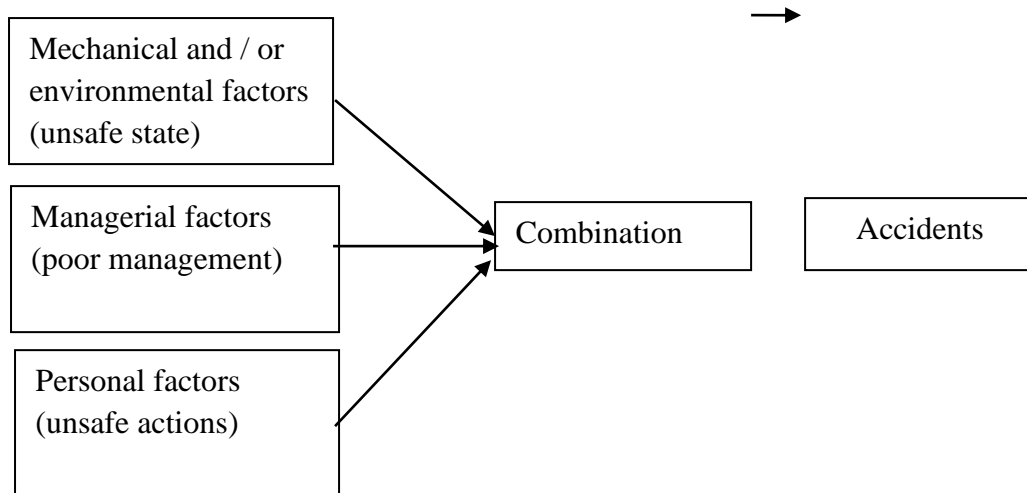 Mechanical and / or
environmental factors
(unsafe state)
Managerial factors
(poor management)
Personal factors
(unsafe actions)
Combination
Accidents